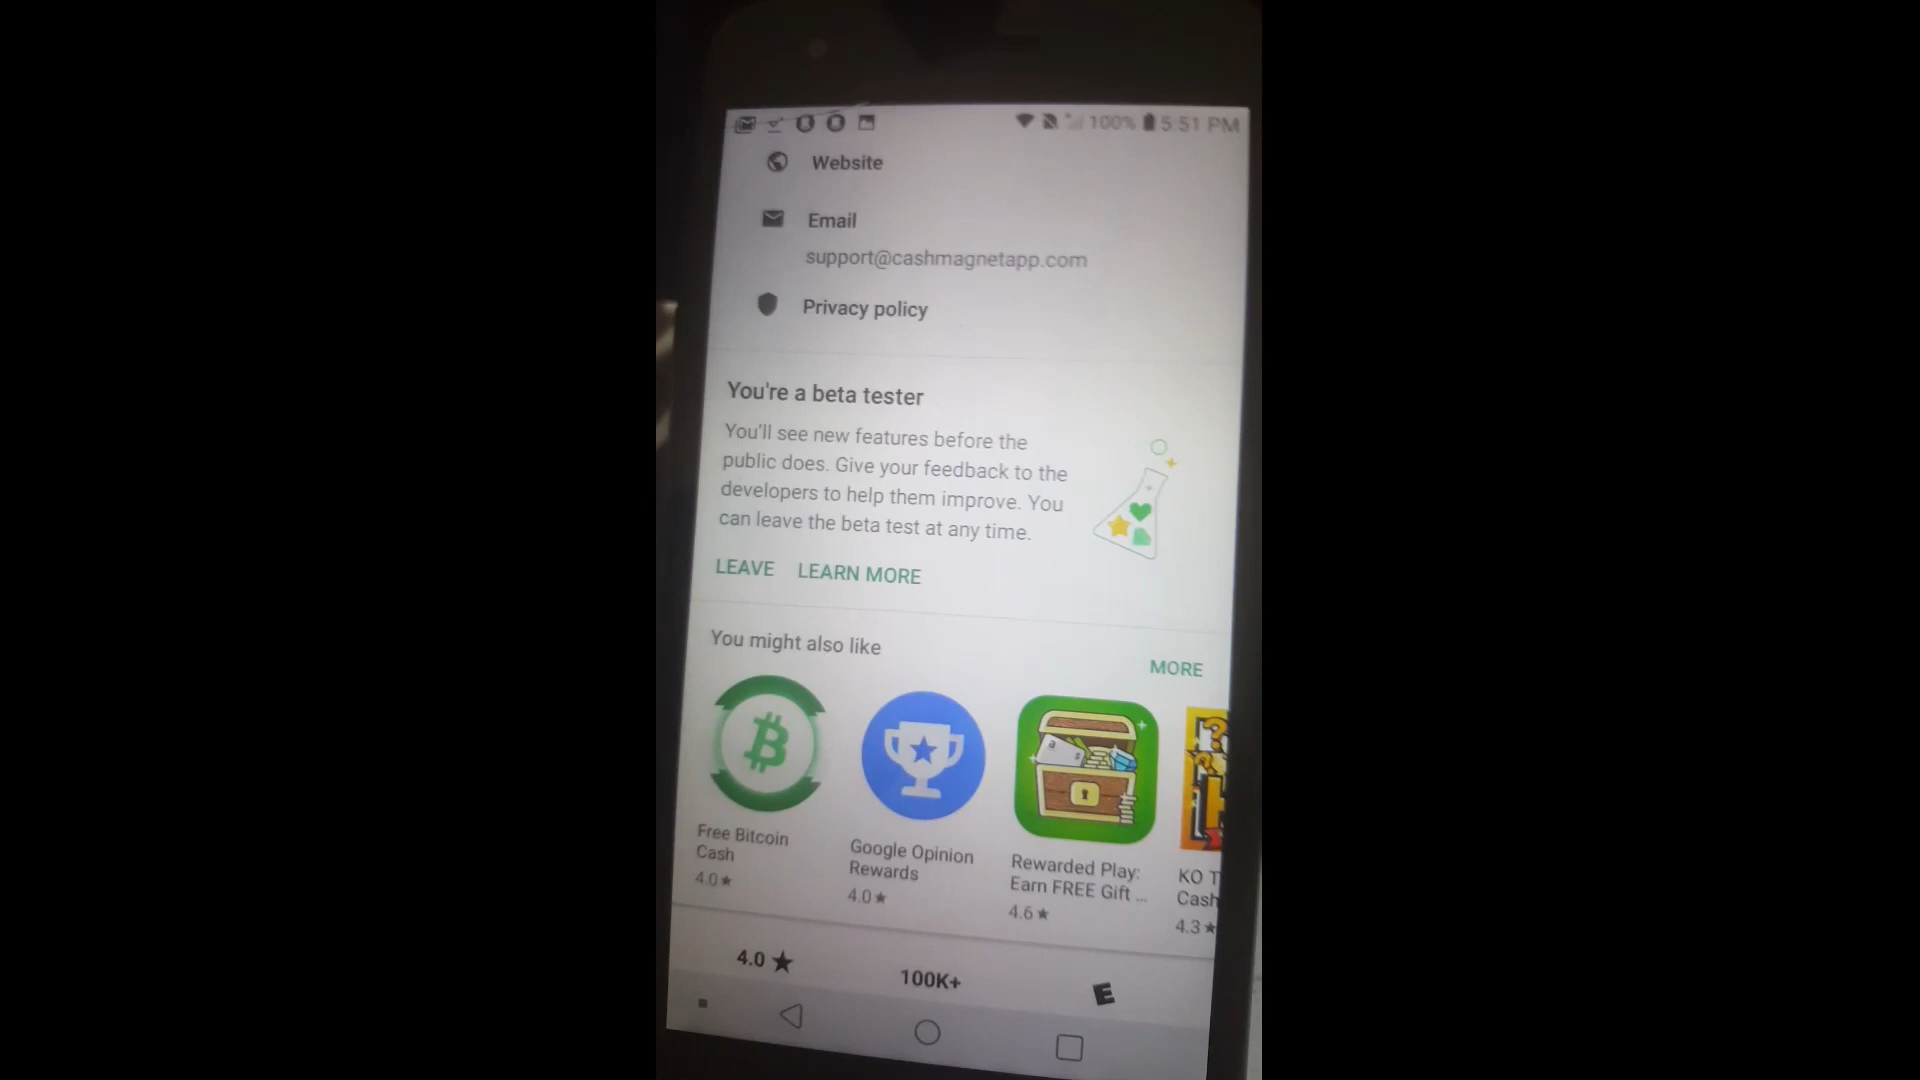 100% 5:51 PM
Website
Email
support@cashmagnetapp.com
Privacy policy
You're a beta tester
You'll see new features before the
public does. Give your feedback to the
developers to help them improve. You
can leave the beta test at any time.
LEAVE LEARN MORE
You might also like
MORE
Free Bitcoin
Cash
4.0★
Google Opinion
Rewards
4.0★
Rewarded Play:
Earn FREE Gift ...
4.6★
KO T
Cash
4.3★
4.0 ★
100K+
E